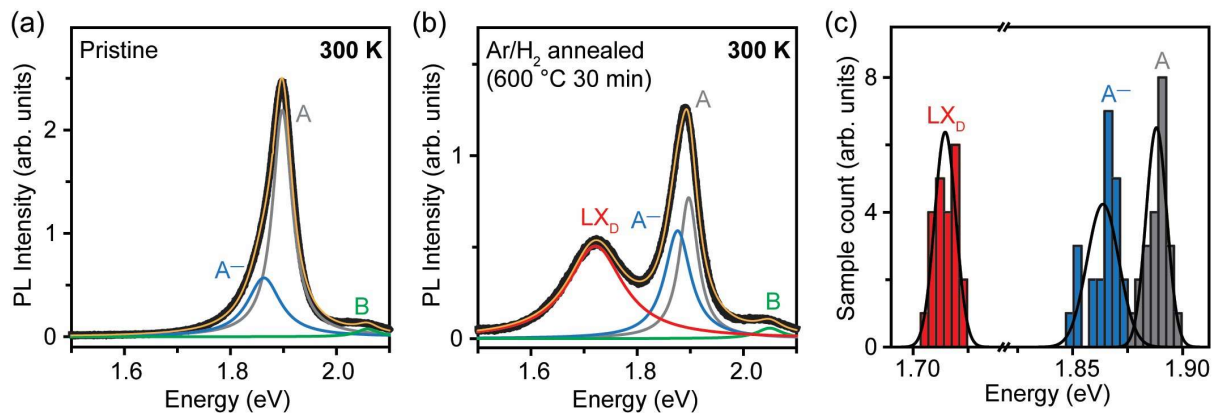 (a)
Pristine
300 K
A
A—
B
PL Intensity (arb. units)
0
1
2
1.6
1.8
2.0
Energy (eV)
(b)
Ar/H₂ annealed
(600 °C 30 min)
300 K
A
A—
LX_D
B
PL Intensity (arb. units)
0
1
1.6
1.8
2.0
Energy (eV)
(c)
A
A—
LX_D
Sample count (arb. units)
0
4
8
1.70
1.85
1.90
Energy (eV)